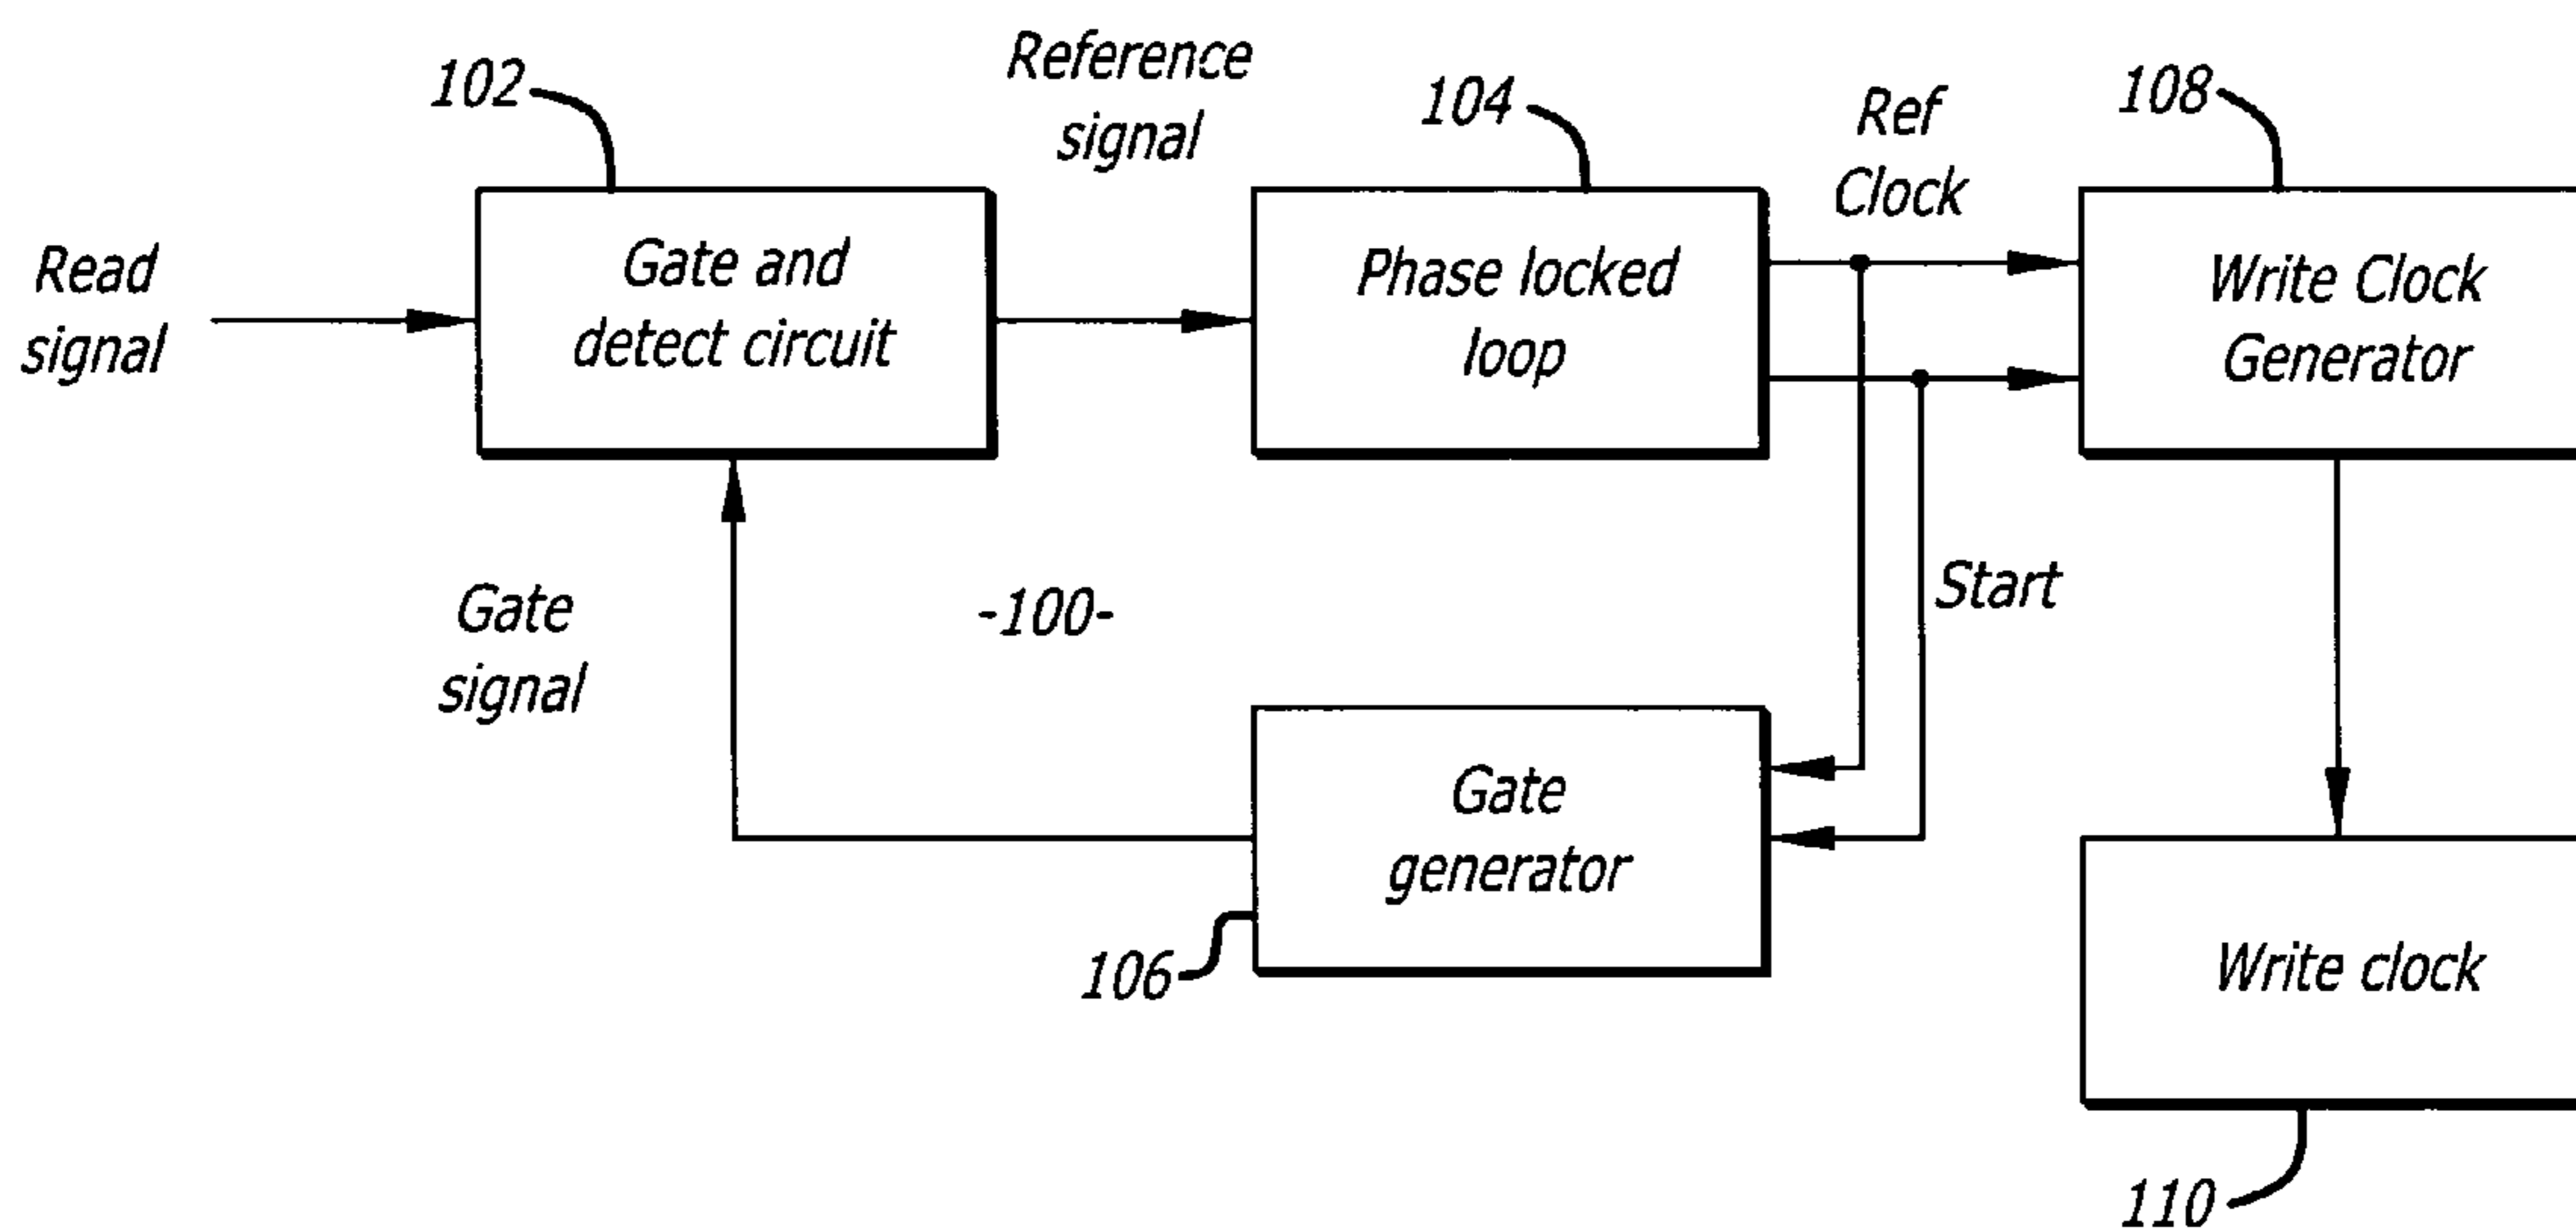 102
Reference
signal
104
Ref
Clock
108
Read
signal
Gate and
detect circuit
Phase locked
loop
Write Clock
Generator
Gate
signal
-100-
Start
Gate
generator
106
Write clock
110